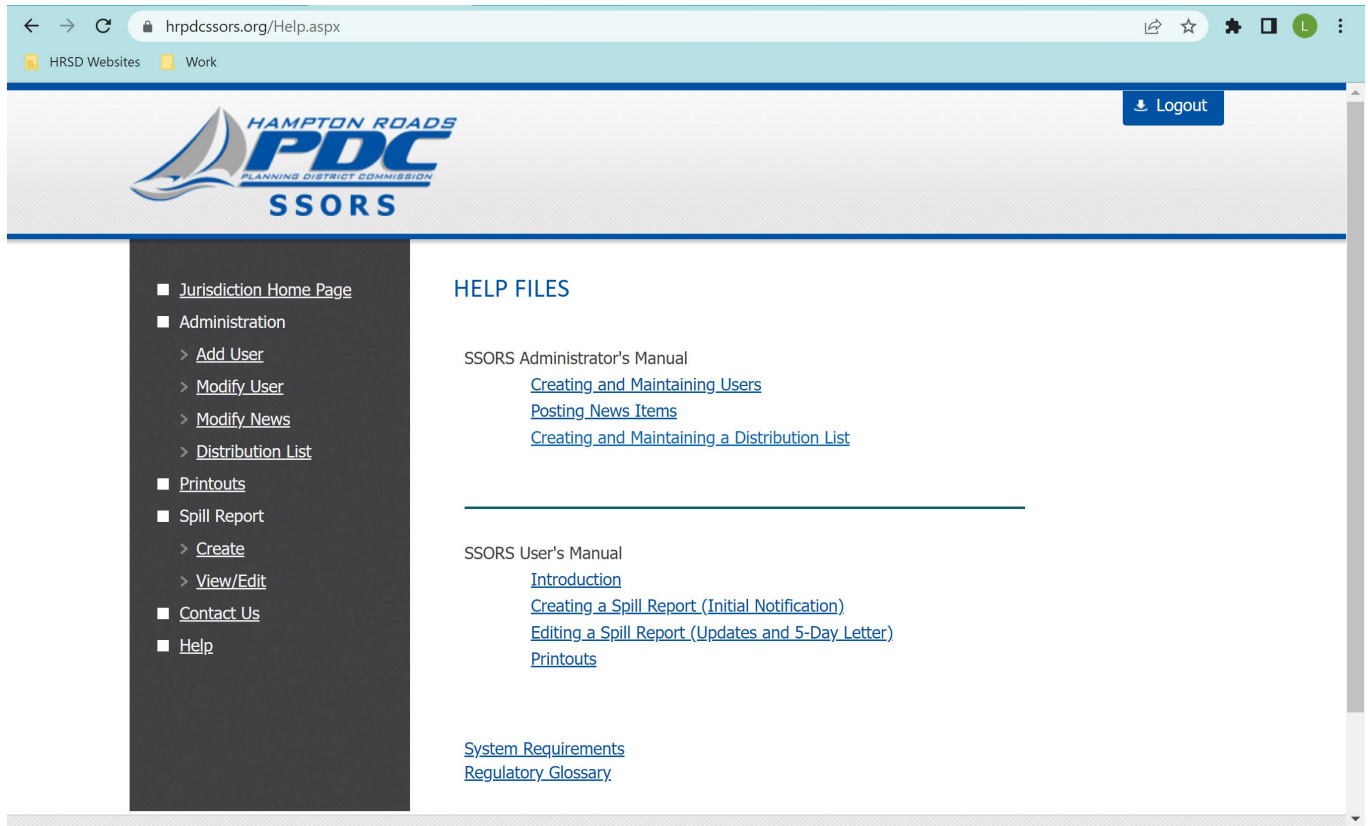 hrpdcssors.org/Help.aspx
L
HRSD Websites
Work
Logout
HAMPTON ROADS
PDC
PLANNING DISTRICT COMMISSION
SSORS
Jurisdiction Home Page
Administration
> Add User
> Modify User
> Modify News
> Distribution List
Printouts
Spill Report
> Create
> View/Edit
Contact Us
Help
HELP FILES
SSORS Administrator's Manual
Creating and Maintaining Users
Posting News Items
Creating and Maintaining a Distribution List
SSORS User's Manual
Introduction
Creating a Spill Report (Initial Notification)
Editing a Spill Report (Updates and 5-Day Letter)
Printouts
System Requirements
Regulatory Glossary